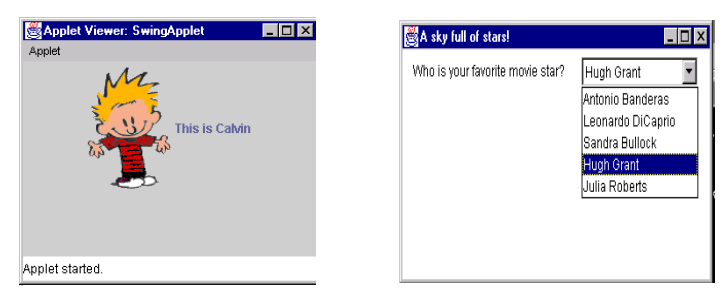 Applet Viewer: SwingApplet
Applet
This is Calvin
Applet started.
A sky full of stars!
Who is your favorite movie star?
Hugh Grant
Antonio Banderas
Leonardo DiCaprio
Sandra Bullock
Hugh Grant
Julia Roberts